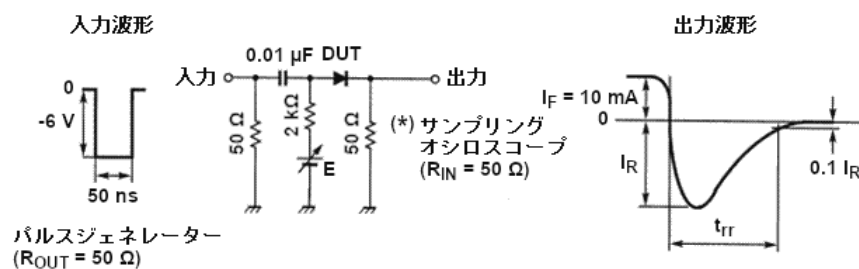 入力波形
0
-6 V
50 ns
パルスジェネレーター
(ROUT = 50 Ω)
0.01 µF DUT
入力
出力
50 Ω
2 kΩ
E
50 Ω
(*) サンプリング
オシロスコープ
(RIN = 50 Ω)
出力波形
IF = 10 mA
0
IR
0.1 IR
trr